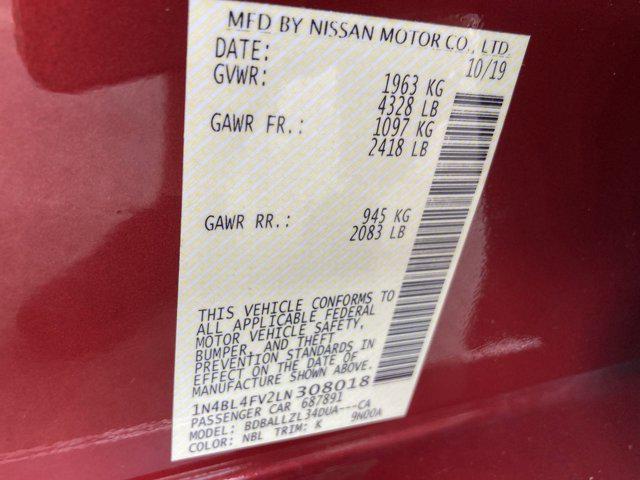 MFD BY NISSAN MOTOR CO., LTD.
DATE: 10/19
GVWR: 1963 KG
4328 LB
GAWR FR.: 1097 KG
2418 LB
GAWR RR.: 945 KG
2083 LB
THIS VEHICLE CONFORMS TO
ALL APPLICABLE FEDERAL
MOTOR VEHICLE SAFETY,
BUMPER, AND THEFT
PREVENTION STANDARDS IN
EFFECT ON THE DATE OF
MANUFACTURE SHOWN ABOVE.
1N4BL4FV2LN308018
PASSENGER CAR 687891
MODEL: BDBALLZL34DUA---CA
COLOR: NBL TRIM: K 9N00A